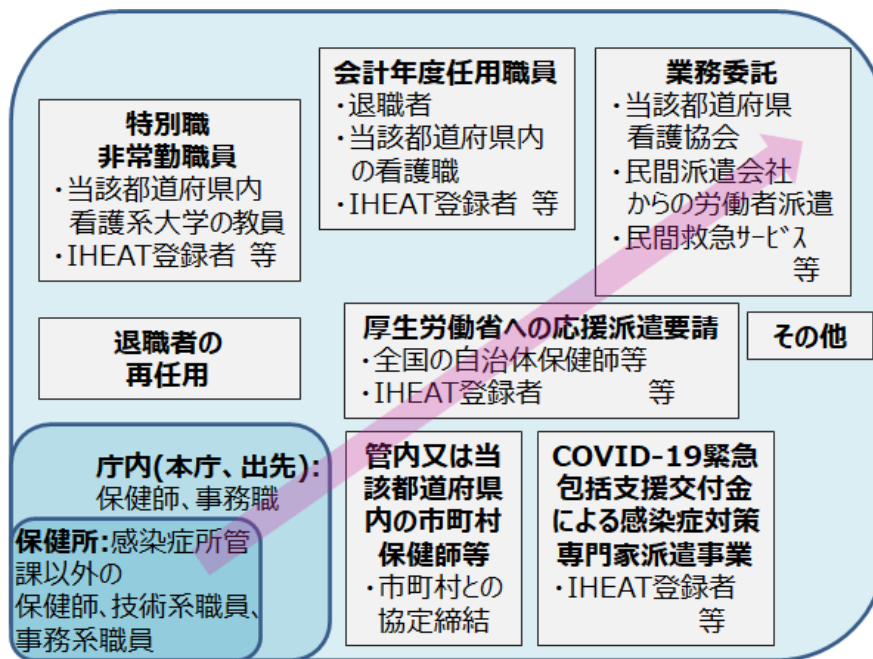 特別職
非常勤職員
・当該都道府県内
看護系大学の教員
・IHEAT登録者 等
会計年度任用職員
・退職者
・当該都道府県内
の看護職
・IHEAT登録者 等
業務委託
・当該都道府県
看護協会
・民間派遣会社
からの労働者派遣
・民間救急ｻｰﾋﾞｽ
等
退職者の
再任用
厚生労働省への応援派遣要請
・全国の自治体保健師等
・IHEAT登録者 等
その他
庁内(本庁、出先):
保健師、事務職
保健所:感染症所管
課以外の
保健師、技術系職員、
事務系職員
管内又は当
該都道府県
内の市町村
保健師等
・市町村との
協定締結
COVID-19緊急
包括支援交付金
による感染症対策
専門家派遣事業
・IHEAT登録者
等